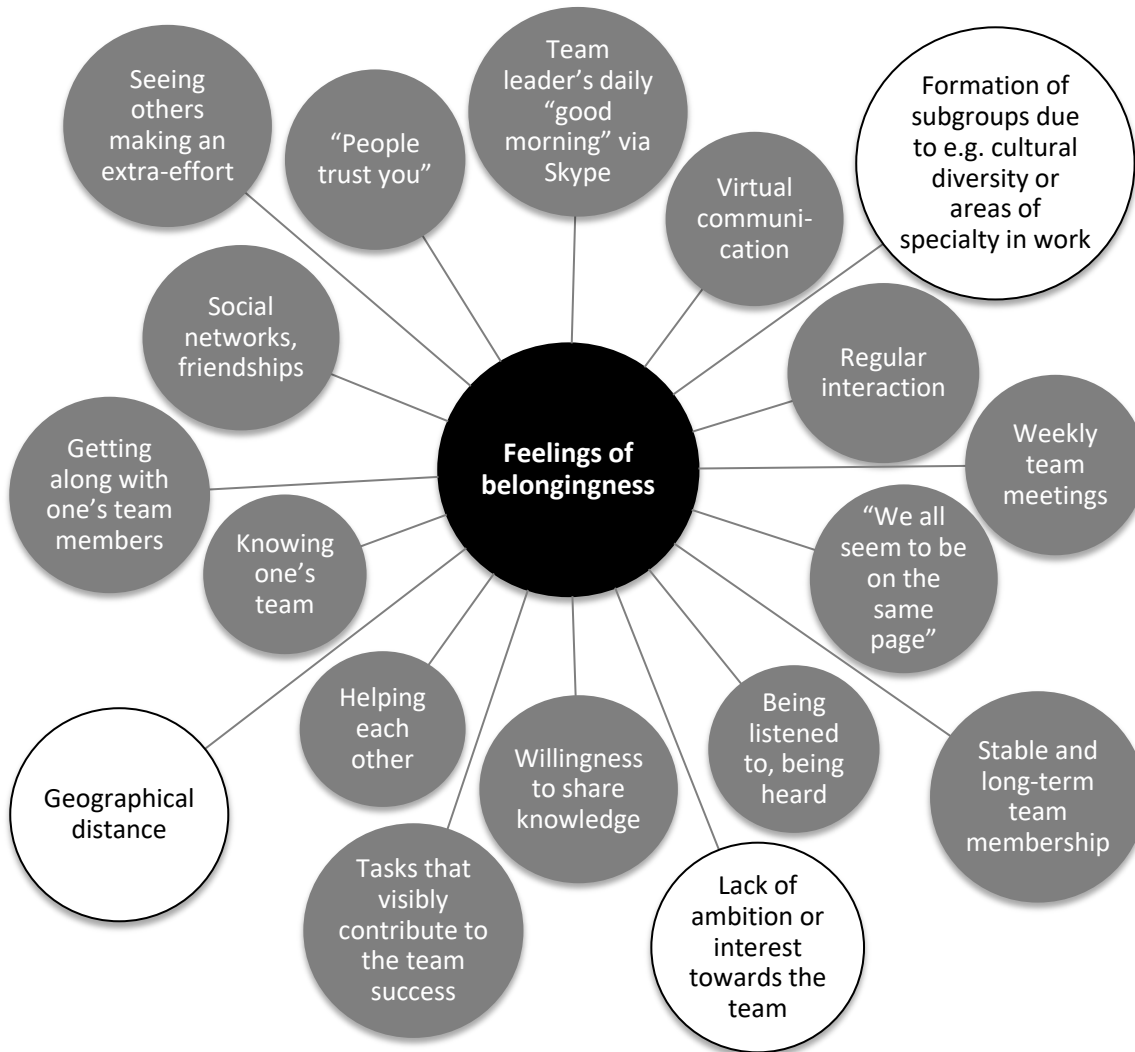 Seeing
others
making an
extra-effort
“People
trust you”
Team
leader’s daily
“good
morning” via
Skype
Virtual
communi-
cation
Formation of
subgroups due
to e.g. cultural
diversity or
areas of
specialty in work
Social
networks,
friendships
Regular
interaction
Getting
along with
one’s team
members
Knowing
one’s
team
Feelings of
belongingness
Weekly
team
meetings
“We all
seem to be
on the
same
page”
Geographical
distance
Helping
each
other
Willingness
to share
knowledge
Being
listened
to, being
heard
Stable and
long-term
team
membership
Tasks that
visibly
contribute to
the team
success
Lack of
ambition or
interest
towards the
team